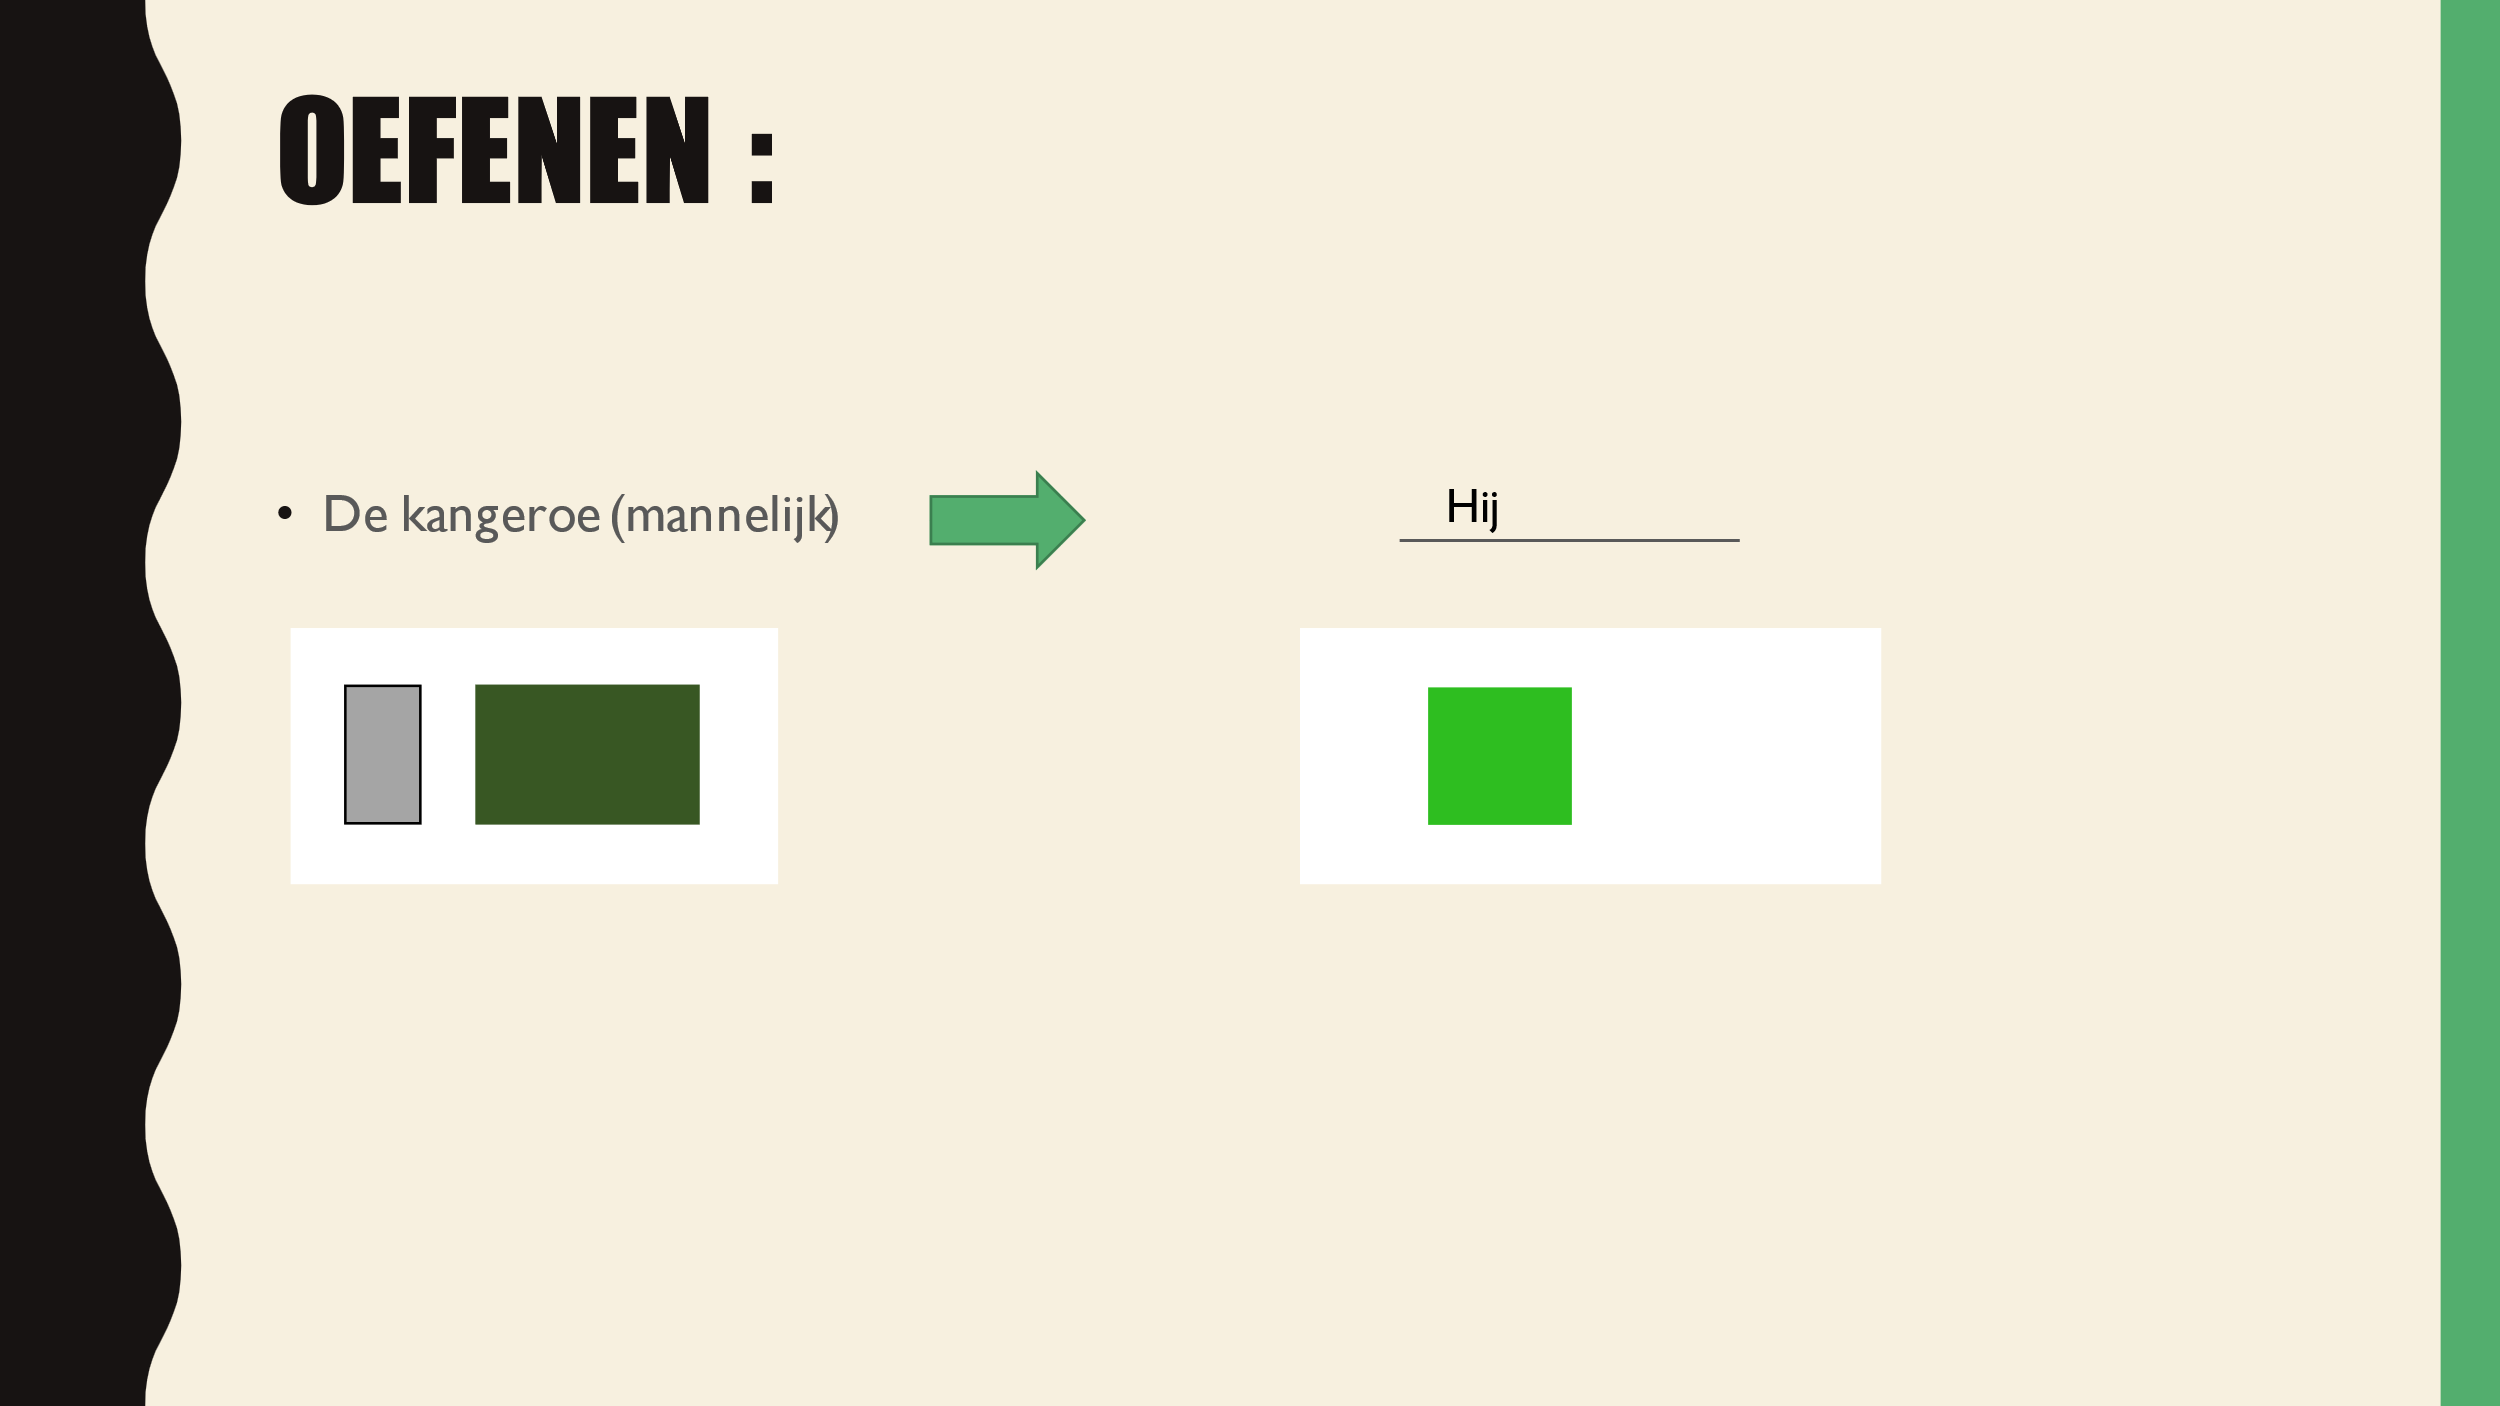 OEFENEN :
• De kangeroe (mannelijk)
Hij